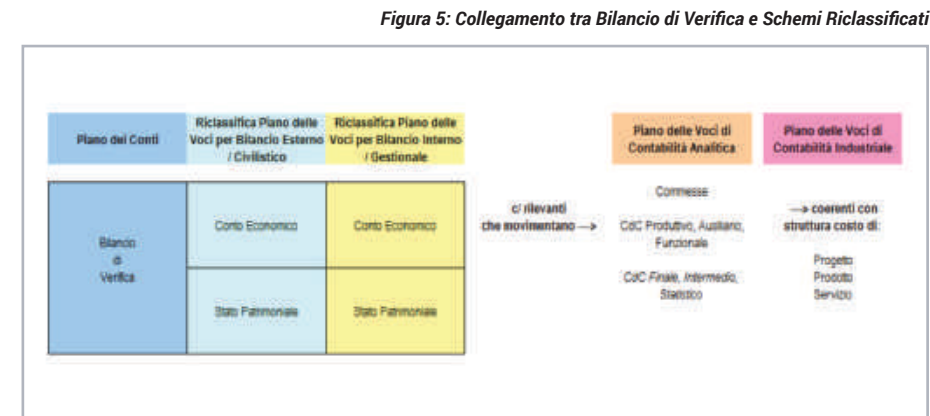 Figura 5: Collegamento tra Bilancio di Verifica e Schemi Riclassificati
Piano dei Conti
Riclassifica Piano delle
Voci per Bilancio Esterno
/ Civilistico
Riclassifica Piano delle
Voci per Bilancio Interno
/ Gestionale
Piano delle Voci di
Contabilità Analitica
Piano delle Voci di
Contabilità Industriale
Bilancio
di
Verifica
Conto Economico
Conto Economico
Stato Patrimoniale
Stato Patrimoniale
c/ rilevanti
che movimentano —>
Commesse
CdC Produttivo, Ausiliario,
Funzionale
CdC Finale, Intermedio,
Statistico
—> coerenti con
struttura costo di:
Progetto
Prodotto
Servizio